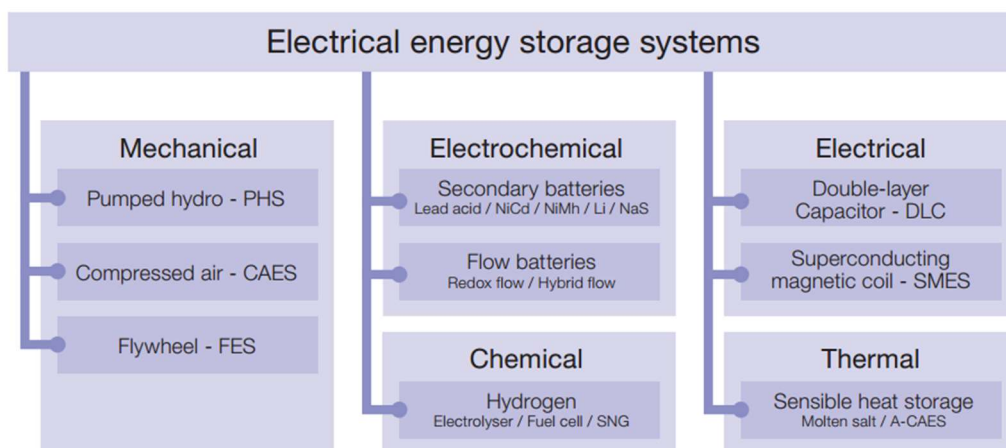 Electrical energy storage systems
Mechanical
Pumped hydro - PHS
Compressed air - CAES
Flywheel - FES
Electrochemical
Secondary batteries
Lead acid / NiCd / NiMh / Li / NaS
Flow batteries
Redox flow / Hybrid flow
Chemical
Hydrogen
Electrolyser / Fuel cell / SNG
Electrical
Double-layer
Capacitor - DLC
Superconducting
magnetic coil - SMES
Thermal
Sensible heat storage
Molten salt / A-CAES